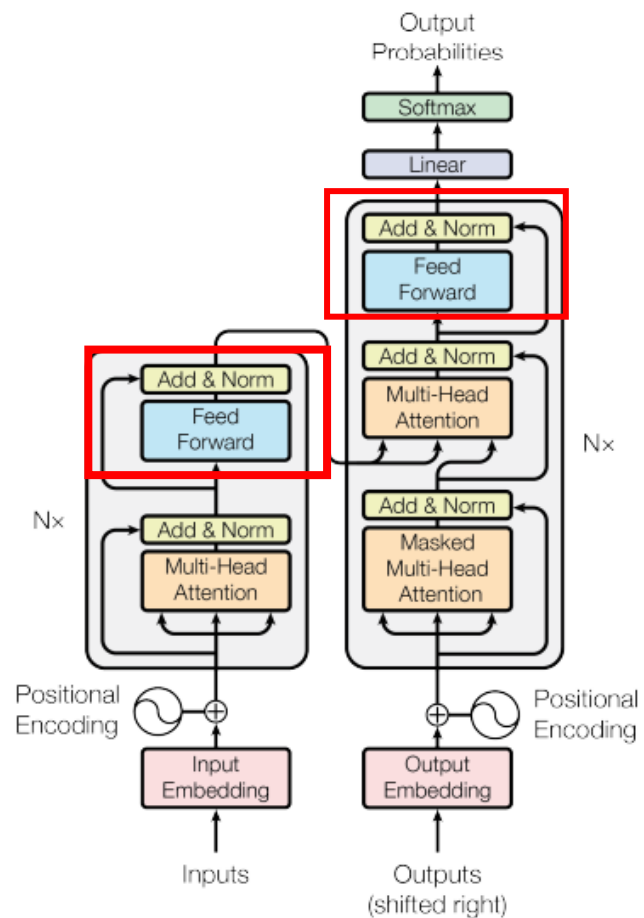 Output
Probabilities
Softmax
Linear
Add & Norm
Feed
Forward
Add & Norm
Multi-Head
Attention
Add & Norm
Masked
Multi-Head
Attention
Nx
Add & Norm
Feed
Forward
Add & Norm
Multi-Head
Attention
Nx
Positional
Encoding
Positional
Encoding
Input
Embedding
Output
Embedding
Inputs
Outputs
(shifted right)